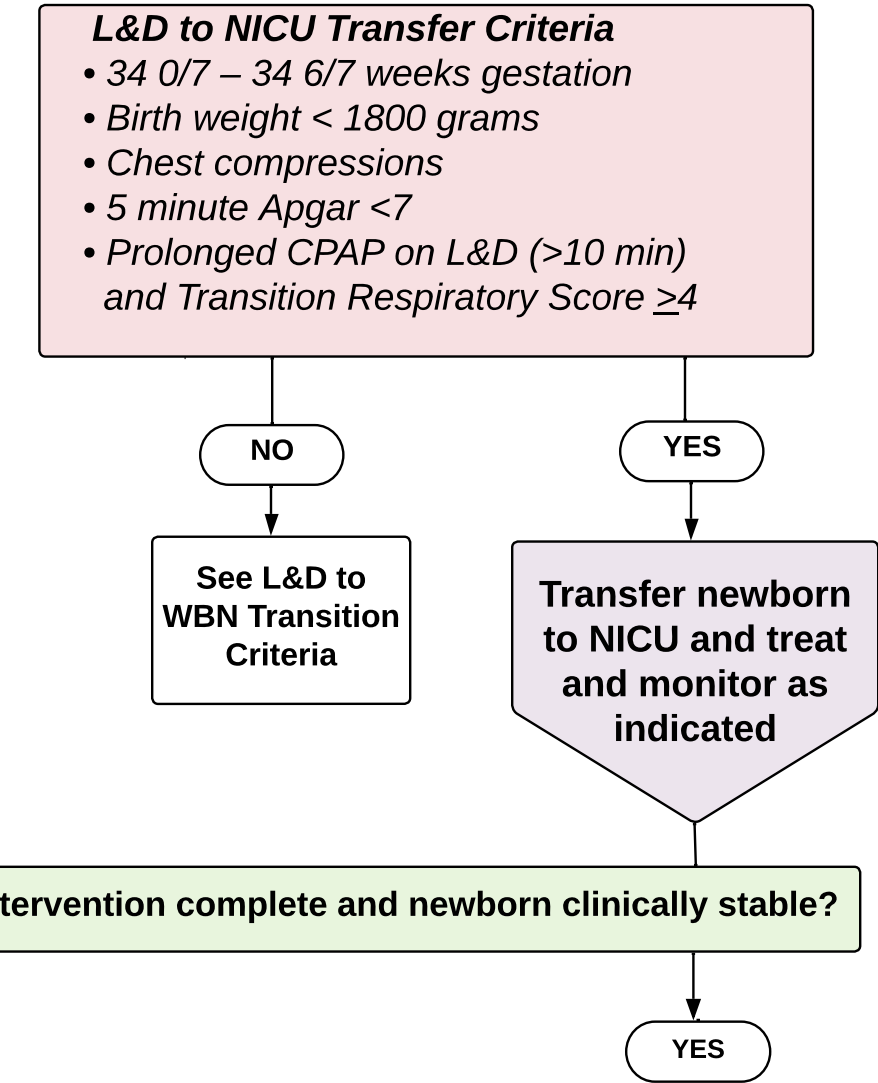 L&D to NICU Transfer Criteria
• 34 0/7 – 34 6/7 weeks gestation
• Birth weight < 1800 grams
• Chest compressions
• 5 minute Apgar <7
• Prolonged CPAP on L&D (>10 min)
and Transition Respiratory Score ≥4
NO
YES
See L&D to
WBN Transition
Criteria
Transfer newborn
to NICU and treat
and monitor as
indicated
tervention complete and newborn clinically stable?
YES